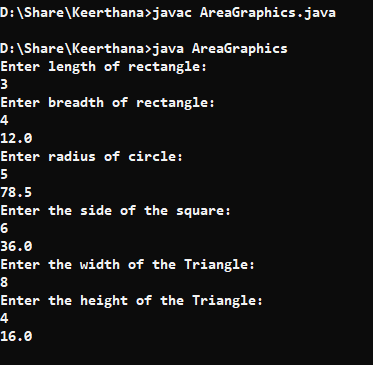 D:\Share\Keerthana>javac AreaGraphics.java
D:\Share\Keerthana>java AreaGraphics
Enter length of rectangle:
3
Enter breadth of rectangle:
4
12.0
Enter radius of circle:
5
78.5
Enter the side of the square:
6
36.0
Enter the width of the Triangle:
8
Enter the height of the Triangle:
4
16.0